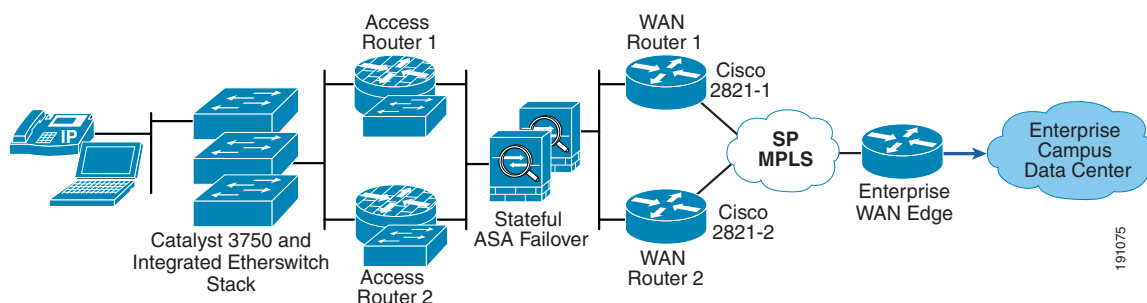 Access
Router 1
WAN
Router 1
Cisco
2821-1
IP
SP
MPLS
Enterprise
Campus
Data Center
Enterprise
WAN Edge
Stateful
ASA Failover
Cisco
2821-2
Catalyst 3750 and
Integrated Etherswitch
Stack
Access
Router 2
WAN
Router 2
191075